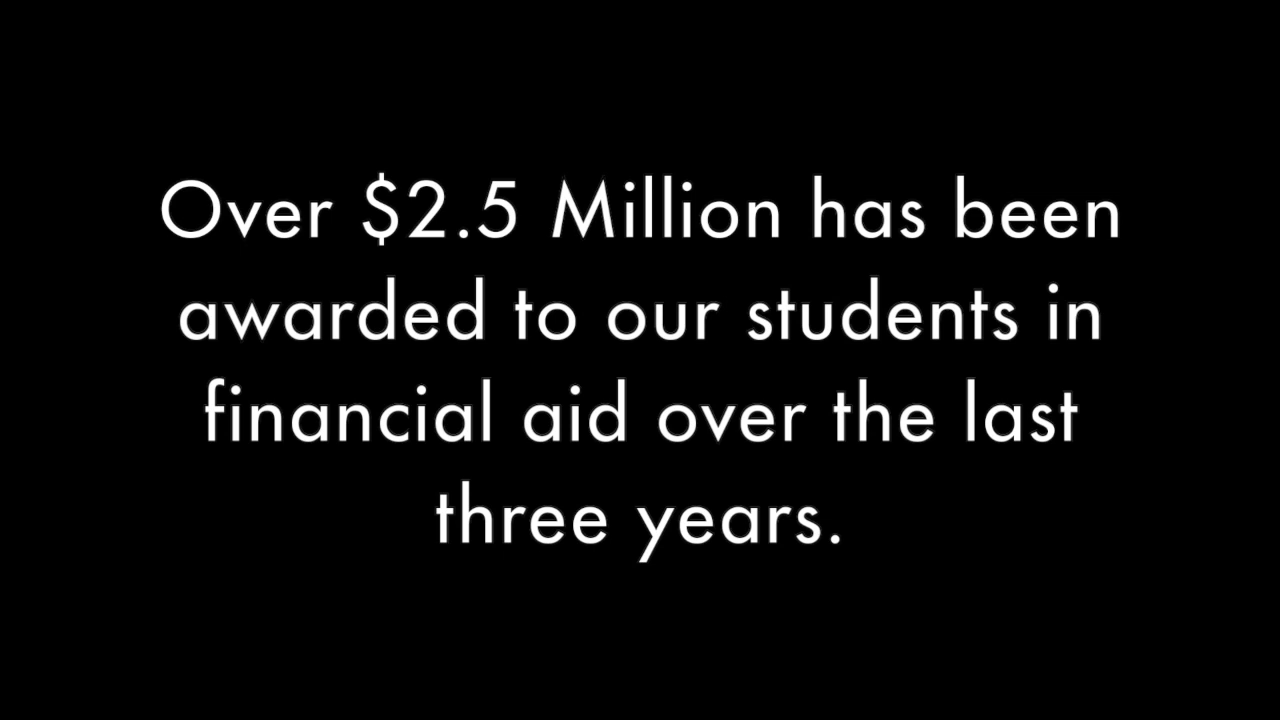 Over $2.5 Million has been
awarded to our students in
financial aid over the last
three years.